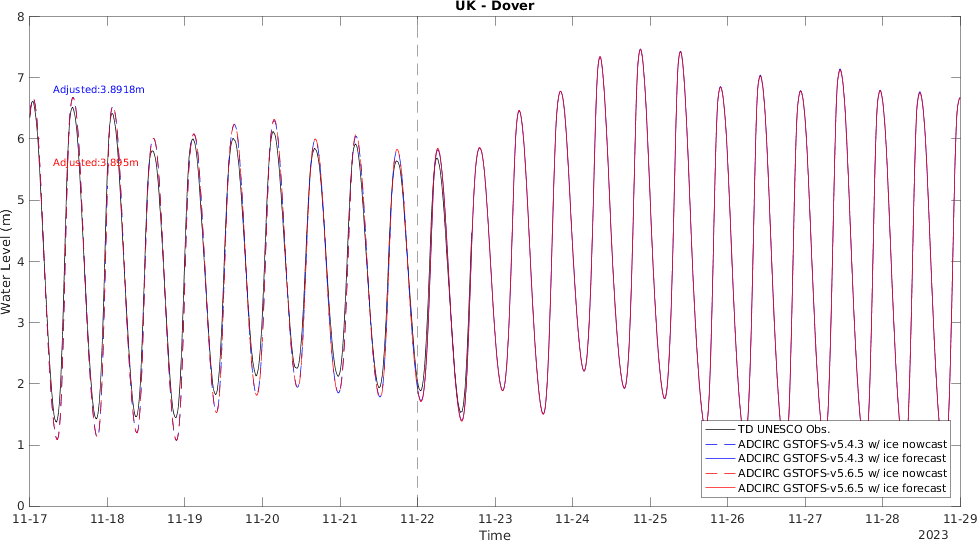 UK - Dover
8
7
6
5
4
3
2
1
0
Water Level (m)
Adjusted:3.8918m
Adjusted:3.895m
TD UNESCO Obs.
ADCIRC GSTOFS-v5.4.3 w/ ice nowcast
ADCIRC GSTOFS-v5.4.3 w/ ice forecast
ADCIRC GSTOFS-v5.6.5 w/ ice nowcast
ADCIRC GSTOFS-v5.6.5 w/ ice forecast
11-17 11-18 11-19 11-20 11-21 11-22 11-23 11-24 11-25 11-26 11-27 11-28 11-29
Time
2023